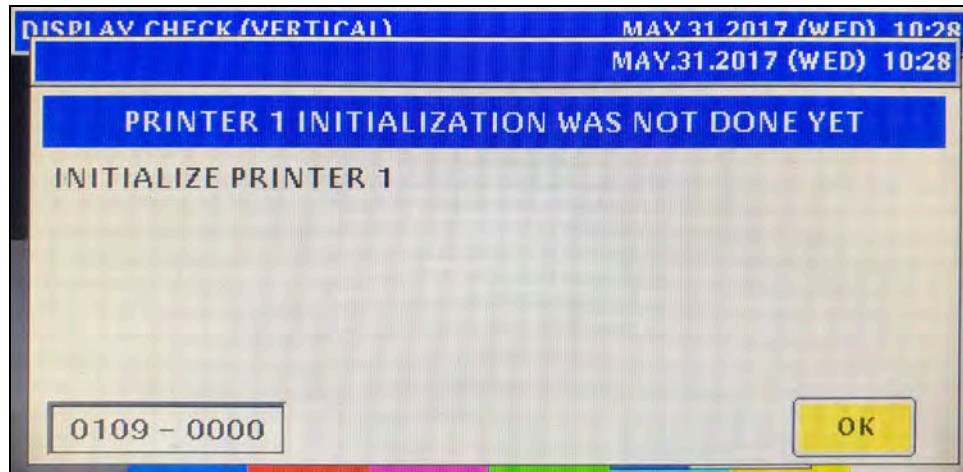 DISPLAY CHECK (VERTICAL) MAY.31.2017 (WED) 10:28
MAY.31.2017 (WED) 10:28
PRINTER 1 INITIALIZATION WAS NOT DONE YET
INITIALIZE PRINTER 1
0109 - 0000
OK